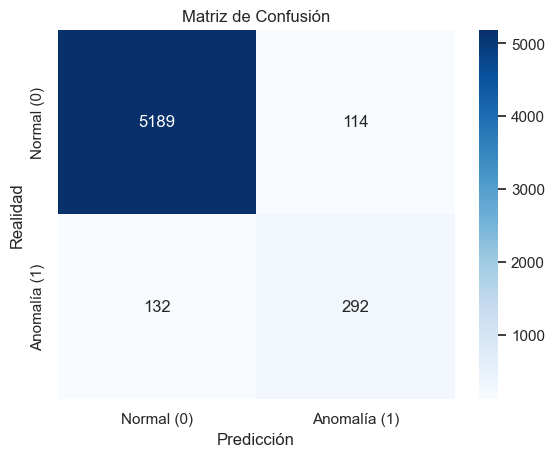 Matriz de Confusión
Realidad
Normal (0)
5189
114
Anomalía (1)
132
292
Normal (0)
Anomalía (1)
Predicción
5000
4000
3000
2000
1000